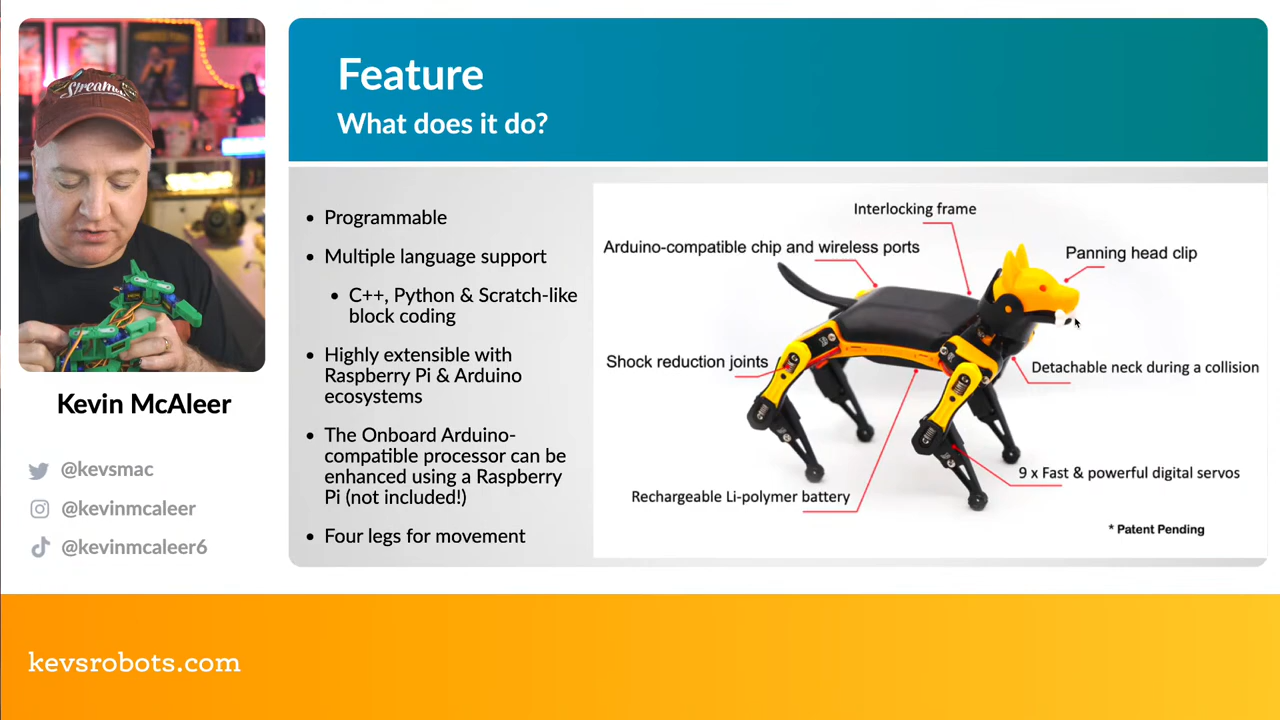 Feature
What does it do?
Programmable
Multiple language support
C++, Python & Scratch-like
block coding
Highly extensible with
Raspberry Pi & Arduino
ecosystems
The Onboard Arduino-
compatible processor can be
enhanced using a Raspberry
Pi (not included!)
Four legs for movement
Interlocking frame
Arduino-compatible chip and wireless ports
Panning head clip
Shock reduction joints
Detachable neck during a collision
9 x Fast & powerful digital servos
Rechargeable Li-polymer battery
* Patent Pending
Kevin McAleer
@kevsmac
@kevinmcaleer
@kevinmcaleer6
kevsrobots.com